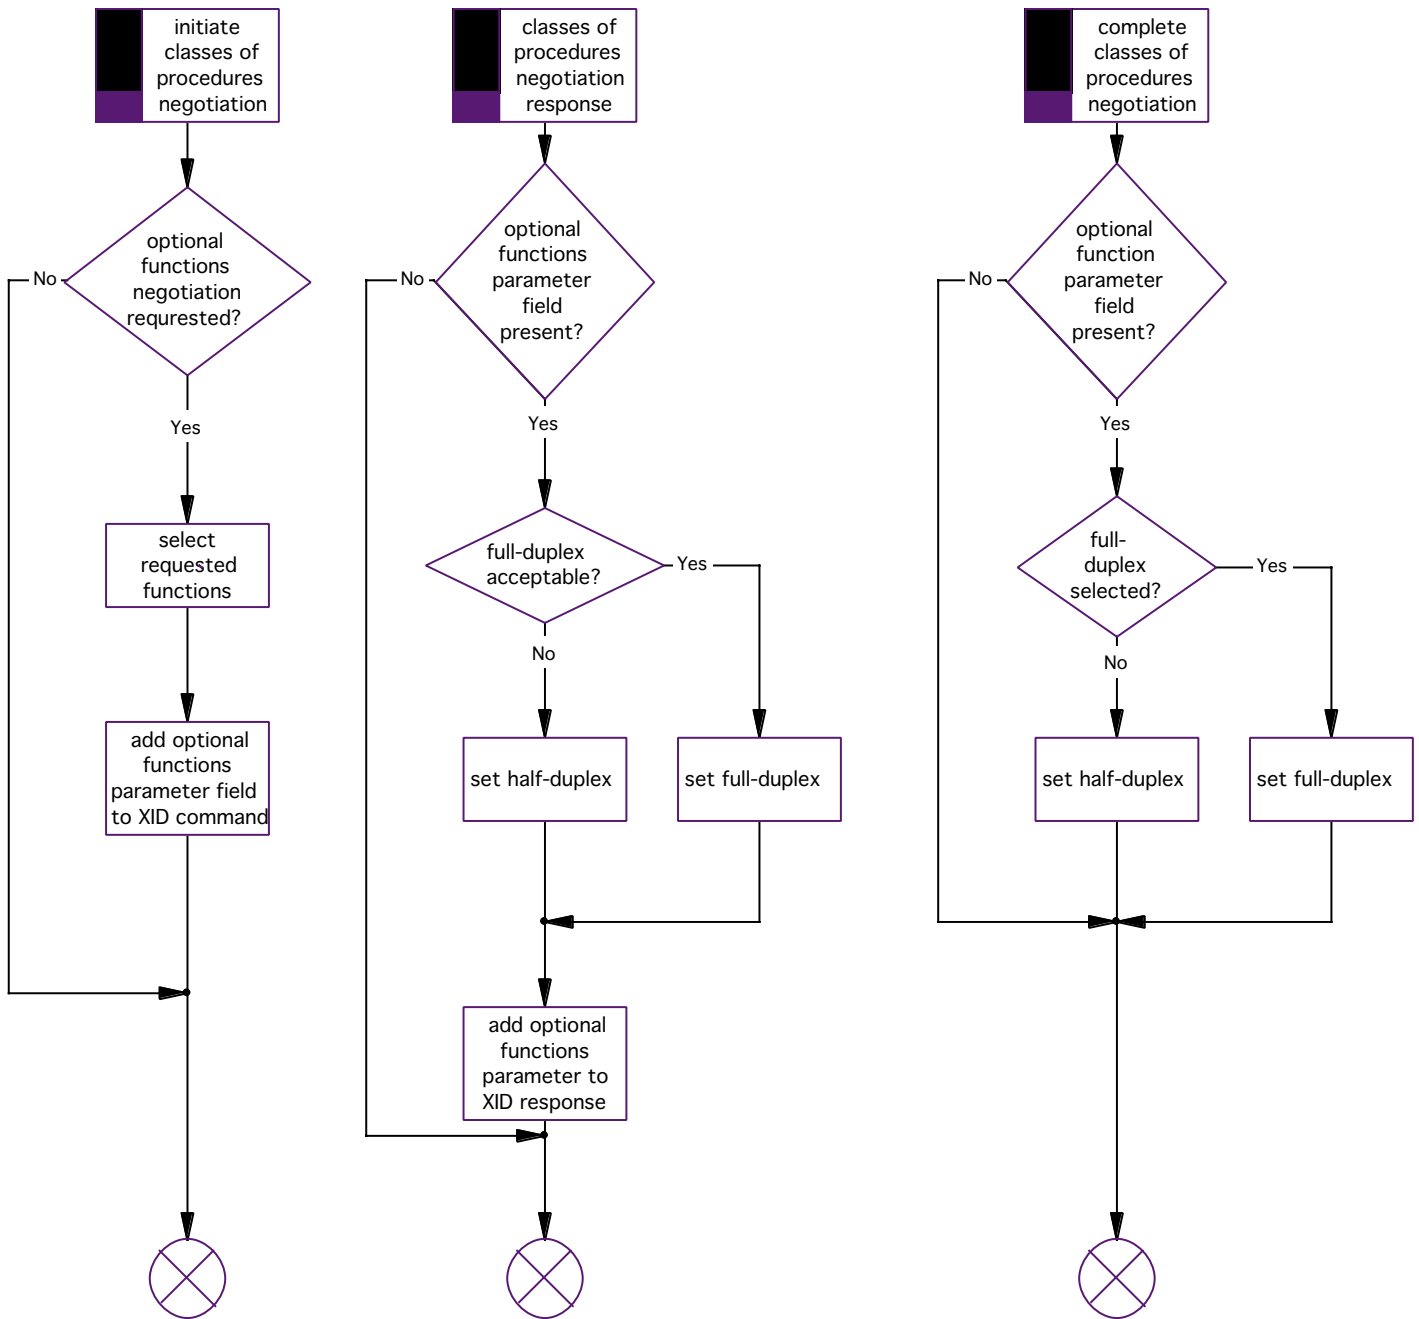 initiate
classes of
procedures
negotiation
optional
functions
negotiation
requrested?
No
Yes
select
requested
functions
add optional
functions
parameter field
to XID command
classes of
procedures
negotiation
response
optional
functions
parameter
field
present?
No
Yes
full-duplex
acceptable?
Yes
No
set half-duplex
set full-duplex
add optional
functions
parameter to
XID response
complete
classes of
procedures
negotiation
optional
function
parameter
field
present?
No
Yes
full-
duplex
selected?
Yes
No
set half-duplex
set full-duplex